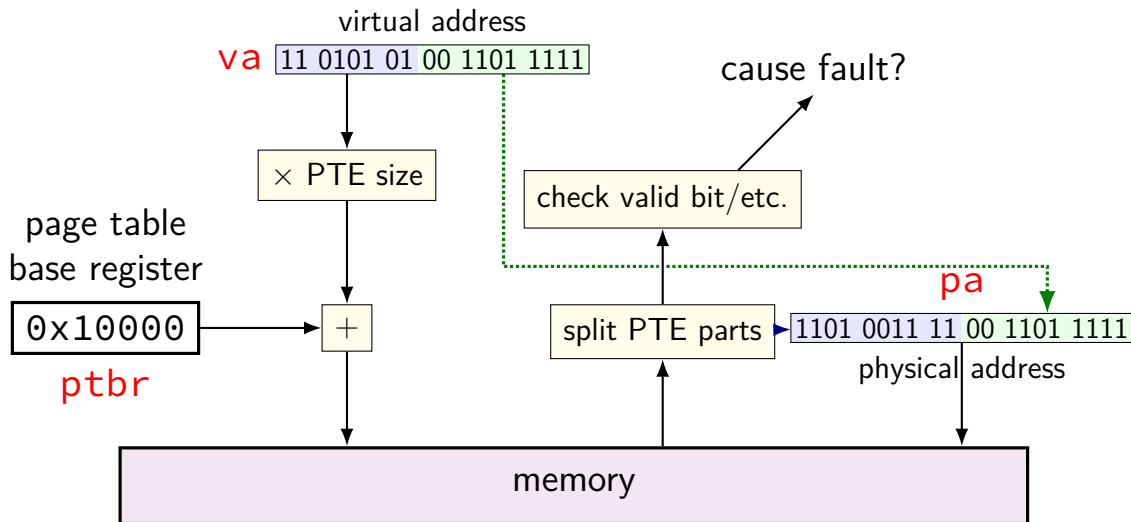 virtual address
va
11 0101 01 00 1101 1111
cause fault?
× PTE size
check valid bit/etc.
page table
base register
0x10000
ptbr
+
split PTE parts
pa
1101 0011 11 00 1101 1111
physical address
memory